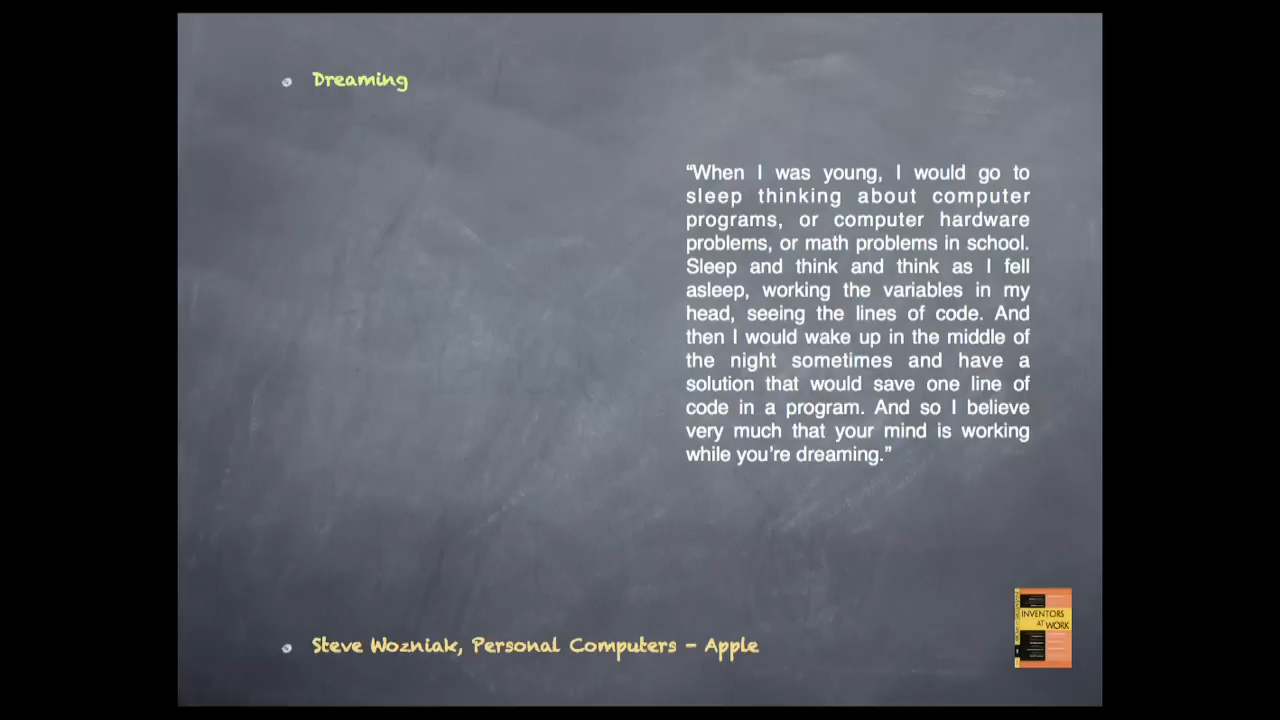 Dreaming
“When I was young, I would go to
sleep thinking about computer
programs, or computer hardware
problems, or math problems in school.
Sleep and think and think as I fell
asleep, working the variables in my
head, seeing the lines of code. And
then I would wake up in the middle of
the night sometimes and have a
solution that would save one line of
code in a program. And so I believe
very much that your mind is working
while you’re dreaming.”
Steve Wozniak, Personal Computers - Apple
INVENTORS
AT WORK